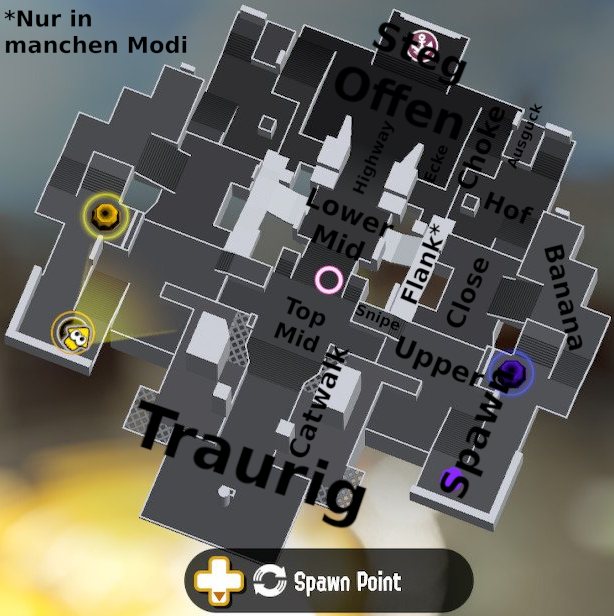 *Nur in
manchen Modi
Steg
Offen
Highway
Ecke
Choke
Ausguck
Lower
Mid
Hof
Flank*
Close
Banana
Top
Mid
Snipe
Upper
Catwalk
Spawn
Traurig
Spawn Point